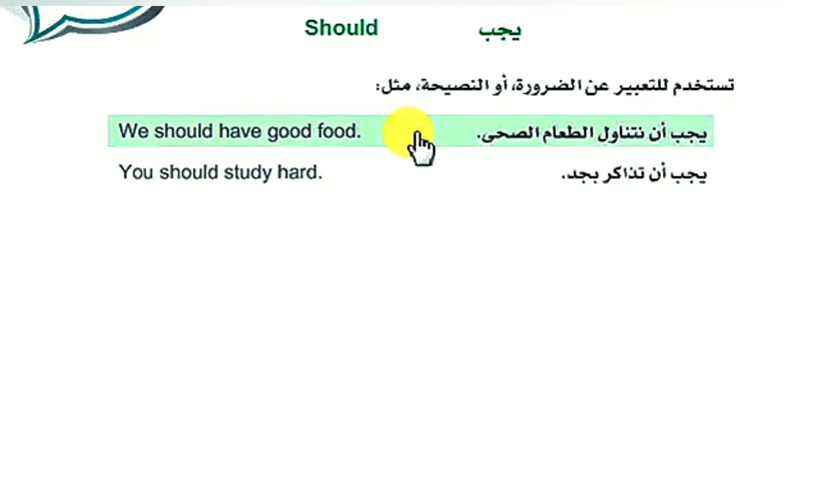 Should يجب
تستخدم للتعبير عن الضرورة، أو النصيحة، مثل:
We should have good food. يجب أن نتناول الطعام الصحى.
You should study hard. يجب أن تذاكر بجد.